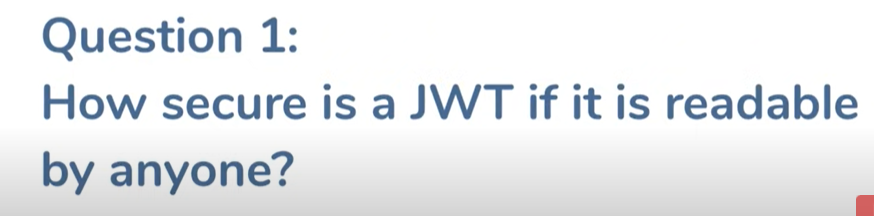 Question 1:
How secure is a JWT if it is readable
by anyone?